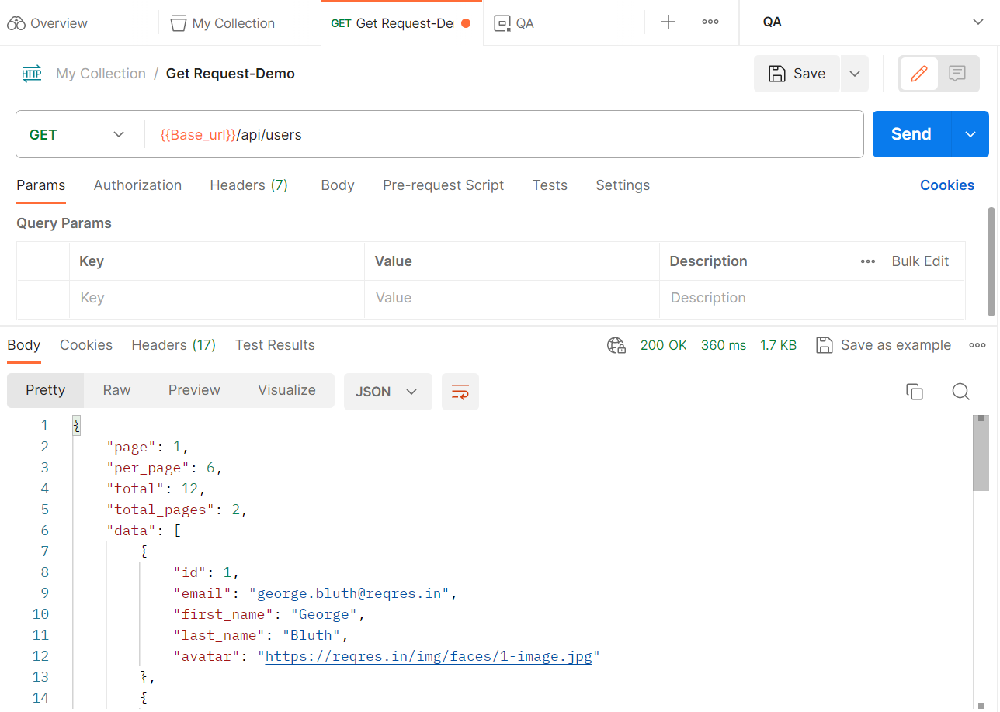 Overview My Collection GET Get Request-De QA QA
HTTP My Collection / Get Request-Demo Save
GET {{Base_url}}/api/users Send
Params Authorization Headers (7) Body Pre-request Script Tests Settings Cookies
Query Params
Key Value Description Bulk Edit
Key Value Description
Body Cookies Headers (17) Test Results 200 OK 360 ms 1.7 KB Save as example
Pretty Raw Preview Visualize JSON
1 {
2 "page": 1,
3 "per_page": 6,
4 "total": 12,
5 "total_pages": 2,
6 "data": [
7 {
8 "id": 1,
9 "email": "george.bluth@reqres.in",
10 "first_name": "George",
11 "last_name": "Bluth",
12 "avatar": "https://reqres.in/img/faces/1-image.jpg"
13 },
14 {